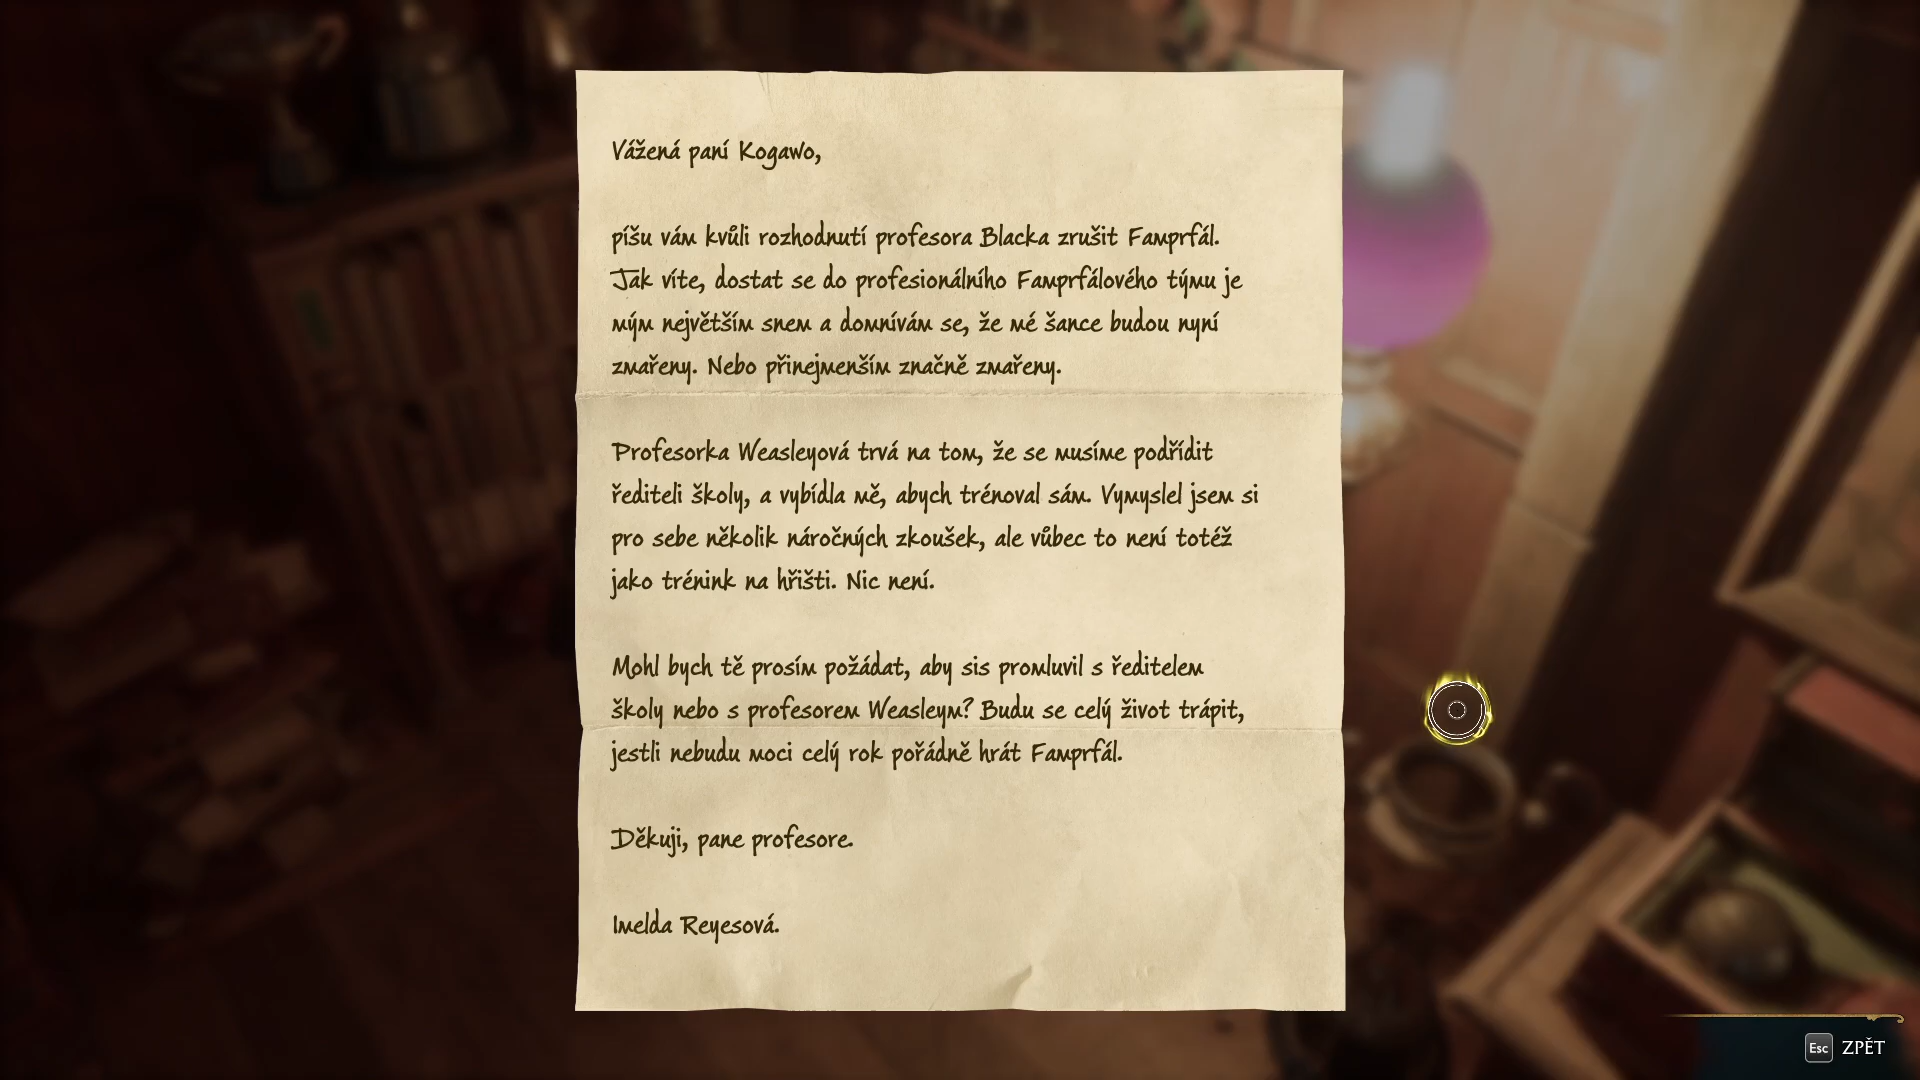 Vážená paní Kogawo,
píšu vám kvůli rozhodnutí profesora Blacka zrušit Famprfál.
Jak víte, dostat se do profesionálního Famprfálového týmu je
mým největším snem a domnívám se, že mé šance budou nyní
zmařeny. Nebo přinejmenším značně zmařeny.
Profesorka Weasleyová trvá na tom, že se musíme podřídit
řediteli školy, a vybídla mě, abych trénoval sám. Vymyslel jsem si
pro sebe několik náročných zkoušek, ale vůbec to není totéž
jako trénink na hřišti. Nic není.
Mohl bych tě prosím požádat, aby sis promluvil s ředitelem
školy nebo s profesorem Weasleym? Budu se celý život trápit,
jestli nebudu moci celý rok pořádně hrát Famprfál.
Děkuji, pane profesore.
Imelda Reyesová.
Esc ZPĚT